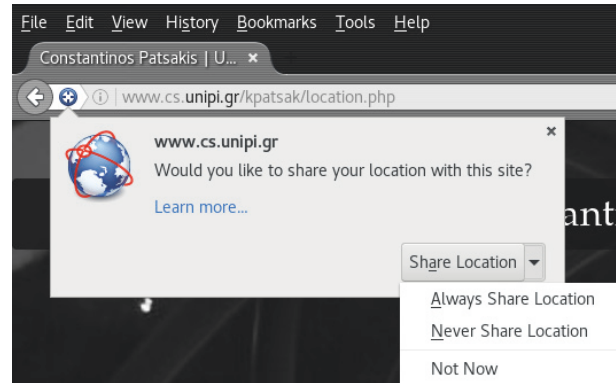 File Edit View History Bookmarks Tools Help
Constantinos Patsakis | U... ×
www.cs.unipi.gr/kpatsak/location.php
www.cs.unipi.gr ×
Would you like to share your location with this site?
Learn more...
ant
Share Location
Always Share Location
Never Share Location
Not Now